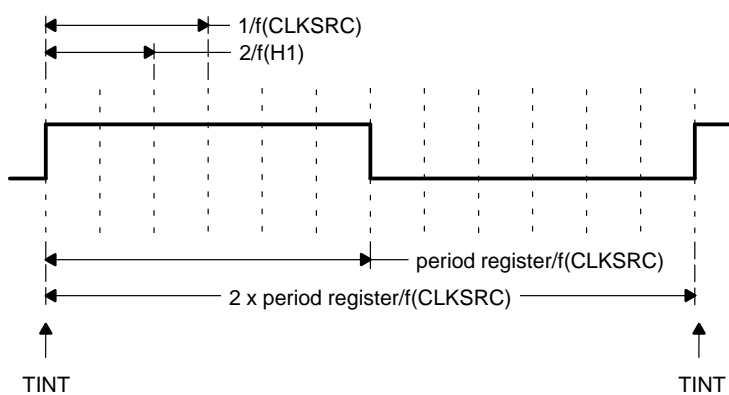 1/f(CLKSRC)
2/f(H1)
period register/f(CLKSRC)
2 x period register/f(CLKSRC)
TINT TINT